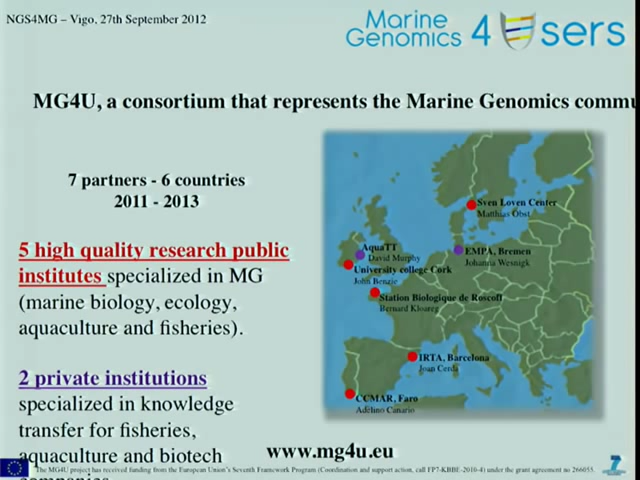 NGS4MG – Vigo, 27th September 2012
Marine Genomics 4 Users
MG4U, a consortium that represents the Marine Genomics commu
7 partners - 6 countries
2011 - 2013
5 high quality research public
institutes specialized in MG
(marine biology, ecology,
aquaculture and fisheries).
2 private institutions
specialized in knowledge
transfer for fisheries,
aquaculture and biotech
companies
Sven Loven Center
Matthias Obst
AquaTT
David Murphy
EMPA, Bremen
Johanna Wesnigk
University college Cork
John Benzie
Station Biologique de Roscoff
Bernard Kloareg
IRTA, Barcelona
Joan Cerda
CCMAR, Faro
Adelino Canario
www.mg4u.eu
The MG4U project has received funding from the European Union's Seventh Framework Program (Coordination and support action, call FP7-KBBE-2010-4) under the grant agreement no 266055.